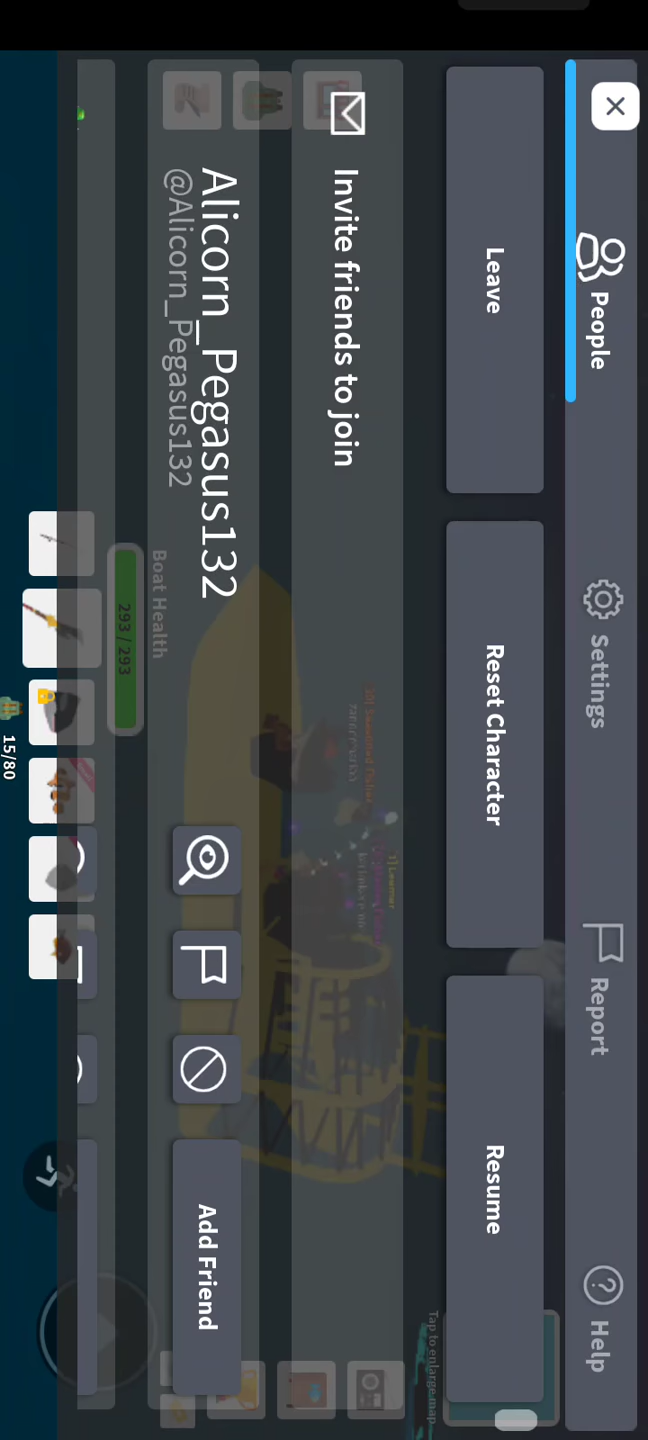 People
Settings
Report
Help
Leave
Reset Character
Resume
Tap to enlarge map
Invite friends to join
Alicorn_Pegasus132
@Alicorn_Pegasus132
Add Friend
Boat Health
293 / 293
15/80